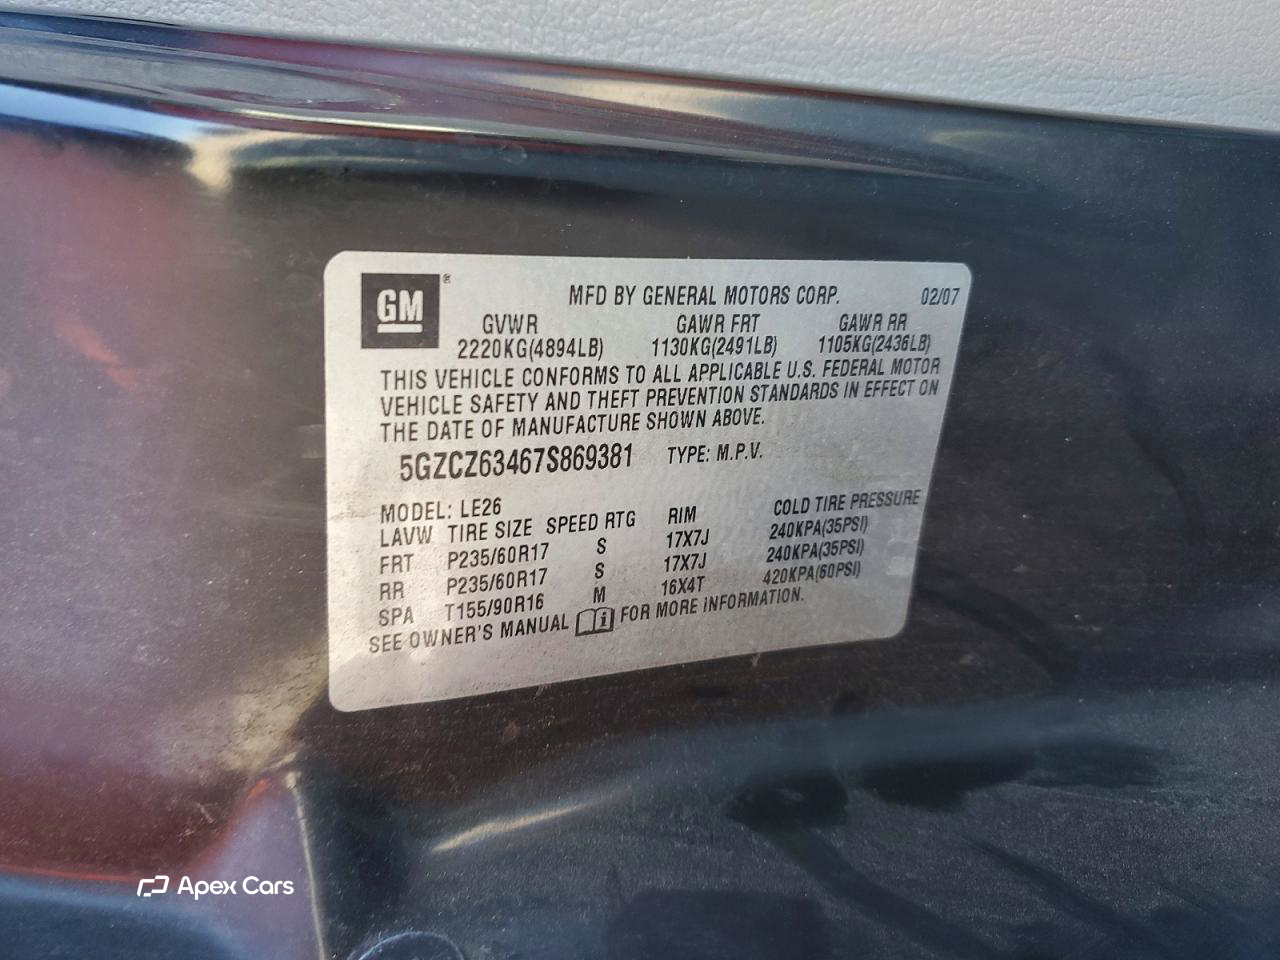 GM®
MFD BY GENERAL MOTORS CORP. 02/07
GVWR GAWR FRT GAWR RR
2220KG(4894LB) 1130KG(2491LB) 1105KG(2436LB)
THIS VEHICLE CONFORMS TO ALL APPLICABLE U.S. FEDERAL MOTOR
VEHICLE SAFETY AND THEFT PREVENTION STANDARDS IN EFFECT ON
THE DATE OF MANUFACTURE SHOWN ABOVE.
5GZCZ63467S869381 TYPE: M.P.V.
MODEL: LE26
LAVW TIRE SIZE SPEED RTG RIM COLD TIRE PRESSURE
FRT P235/60R17 S 17X7J 240KPA(35PSI)
RR P235/60R17 S 17X7J 240KPA(35PSI)
SPA T155/90R16 M 16X4T 420KPA(60PSI)
SEE OWNER'S MANUAL i FOR MORE INFORMATION.
Apex Cars